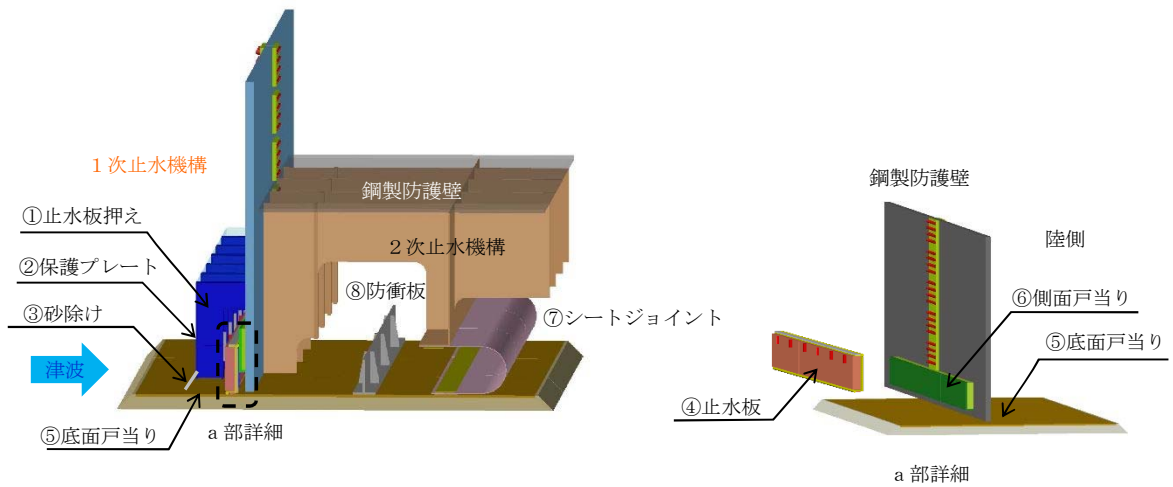 １次止水機構
鋼製防護壁
①止水板押え
２次止水機構
②保護プレート
⑧防衝板
③砂除け
⑦シートジョイント
津波
⑤底面戸当り
a 部詳細
鋼製防護壁
陸側
⑥側面戸当り
⑤底面戸当り
④止水板
a 部詳細